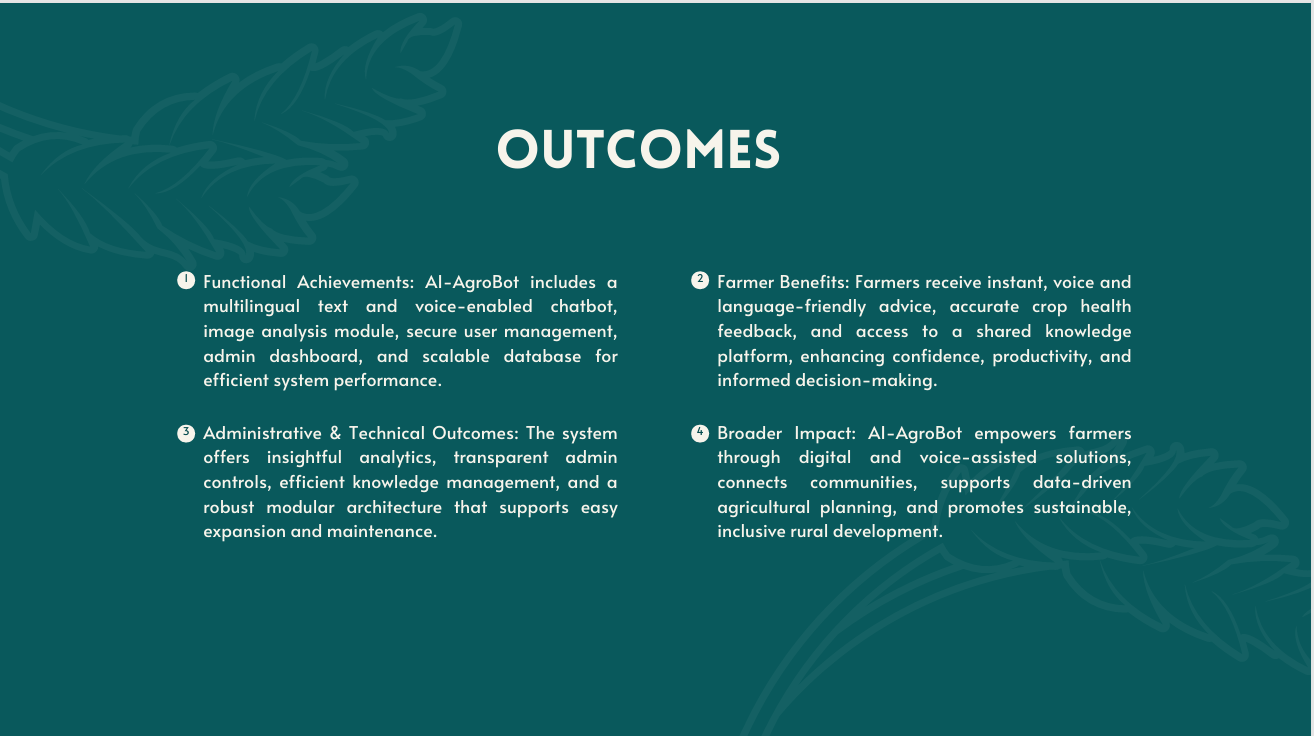 OUTCOMES
1
Functional Achievements: AI-AgroBot includes a
multilingual text and voice-enabled chatbot,
image analysis module, secure user management,
admin dashboard, and scalable database for
efficient system performance.
2
Farmer Benefits: Farmers receive instant, voice and
language-friendly advice, accurate crop health
feedback, and access to a shared knowledge
platform, enhancing confidence, productivity, and
informed decision-making.
3
Administrative & Technical Outcomes: The system
offers insightful analytics, transparent admin
controls, efficient knowledge management, and a
robust modular architecture that supports easy
expansion and maintenance.
4
Broader Impact: AI-AgroBot empowers farmers
through digital and voice-assisted solutions,
connects communities, supports data-driven
agricultural planning, and promotes sustainable,
inclusive rural development.